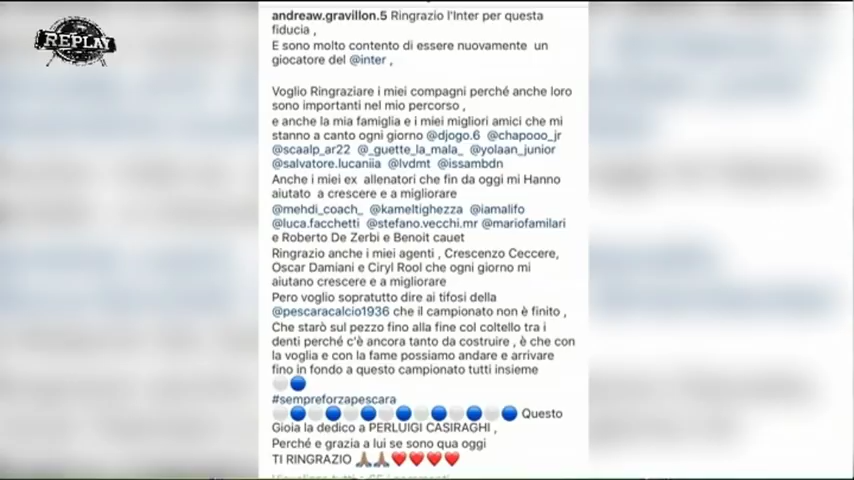 REPLAY
andreaw.gravillon.5 Ringrazio l'Inter per questa
fiducia ,
E sono molto contento di essere nuovamente un
giocatore del @inter ,
Voglio Ringraziare i miei compagni perché anche loro
sono importanti nel mio percorso ,
e anche la mia famiglia e i miei migliori amici che mi
stanno a canto ogni giorno @djogo.6 @chapooo_jr
@scaalp_ar22 @_guette_la_mala_ @yolaan_junior
@salvatore.lucaniia @lvdmt @issambdn
Anche i miei ex allenatori che fin da oggi mi Hanno
aiutato a crescere e a migliorare
@mehdi_coach_ @kameltighezza @iamalifo
@luca.facchetti @stefano.vecchi.mr @mariofamilari
e Roberto De Zerbi e Benoit cauet
Ringrazio anche i miei agenti , Crescenzo Ceccere,
Oscar Damiani e Ciryl Rool che ogni giorno mi
aiutano crescere e a migliorare
Pero voglio sopratutto dire ai tifosi della
@pescaracalcio1936 che il campionato non è finito ,
Che starò sul pezzo fino alla fine col coltello tra i
denti perché c'è ancora tanto da costruire , è che con
la voglia e con la fame possiamo andare e arrivare
fino in fondo a questo campionato tutti insieme
⚪🔵
#sempreforzapescara
⚪🔵⚪🔵⚪🔵⚪🔵⚪🔵⚪🔵⚪🔵 Questo
Gioia la dedico a PERLUIGI CASIRAGHI ,
Perché e grazia a lui se sono qua oggi
TI RINGRAZIO 🙏🏽🙏🏽❤️❤️❤️❤️